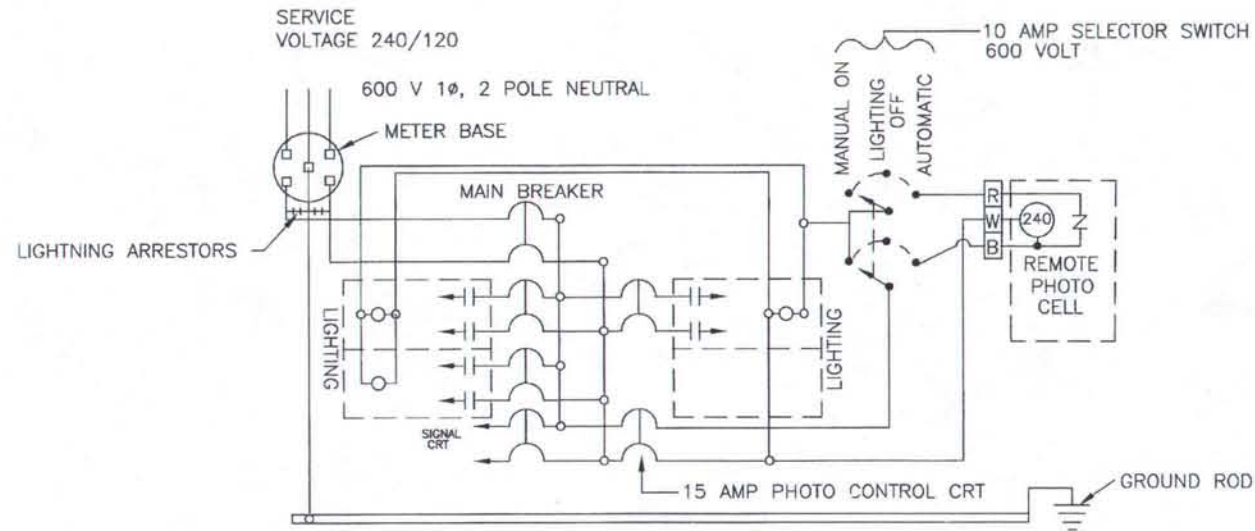 SERVICE
VOLTAGE 240/120
600 V 1ø, 2 POLE NEUTRAL
METER BASE
MAIN BREAKER
LIGHTNING ARRESTORS
10 AMP SELECTOR SWITCH
600 VOLT
MANUAL ON
LIGHTING
OFF
AUTOMATIC
R
W
B
240
REMOTE
PHOTO
CELL
LIGHTING
LIGHTING
SIGNAL
CRT
15 AMP PHOTO CONTROL CRT
GROUND ROD